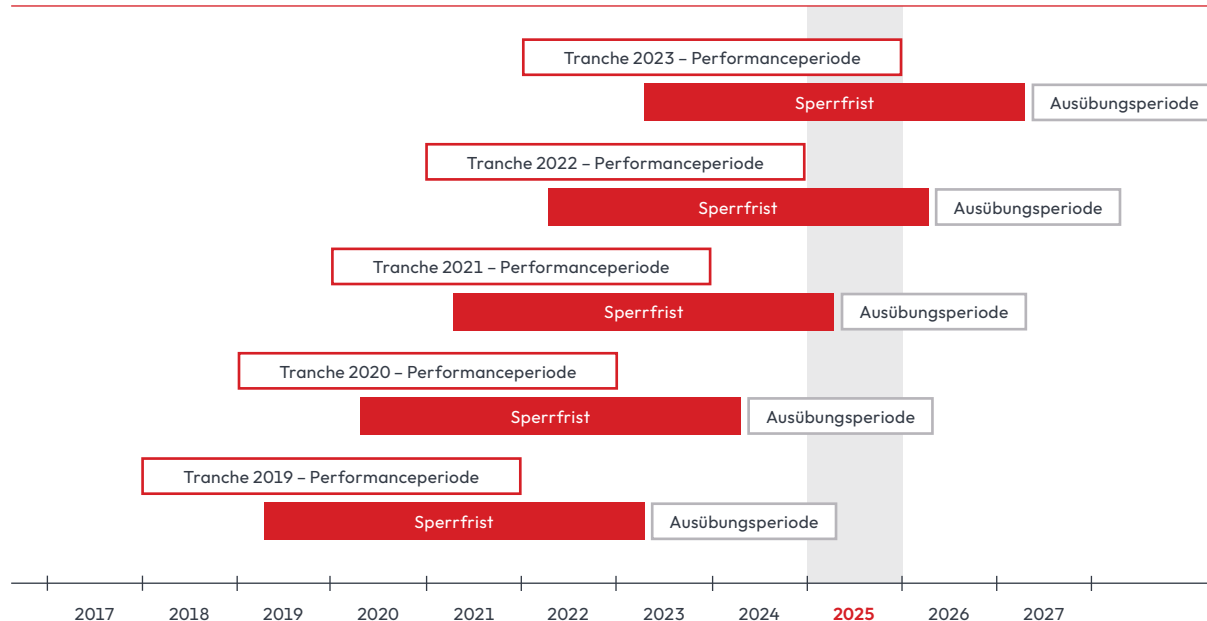 Tranche 2023 – Performanceperiode
Sperrfrist
Ausübungsperiode
Tranche 2022 – Performanceperiode
Sperrfrist
Ausübungsperiode
Tranche 2021 – Performanceperiode
Sperrfrist
Ausübungsperiode
Tranche 2020 – Performanceperiode
Sperrfrist
Ausübungsperiode
Tranche 2019 – Performanceperiode
Sperrfrist
Ausübungsperiode
2017 2018 2019 2020 2021 2022 2023 2024 2025 2026 2027